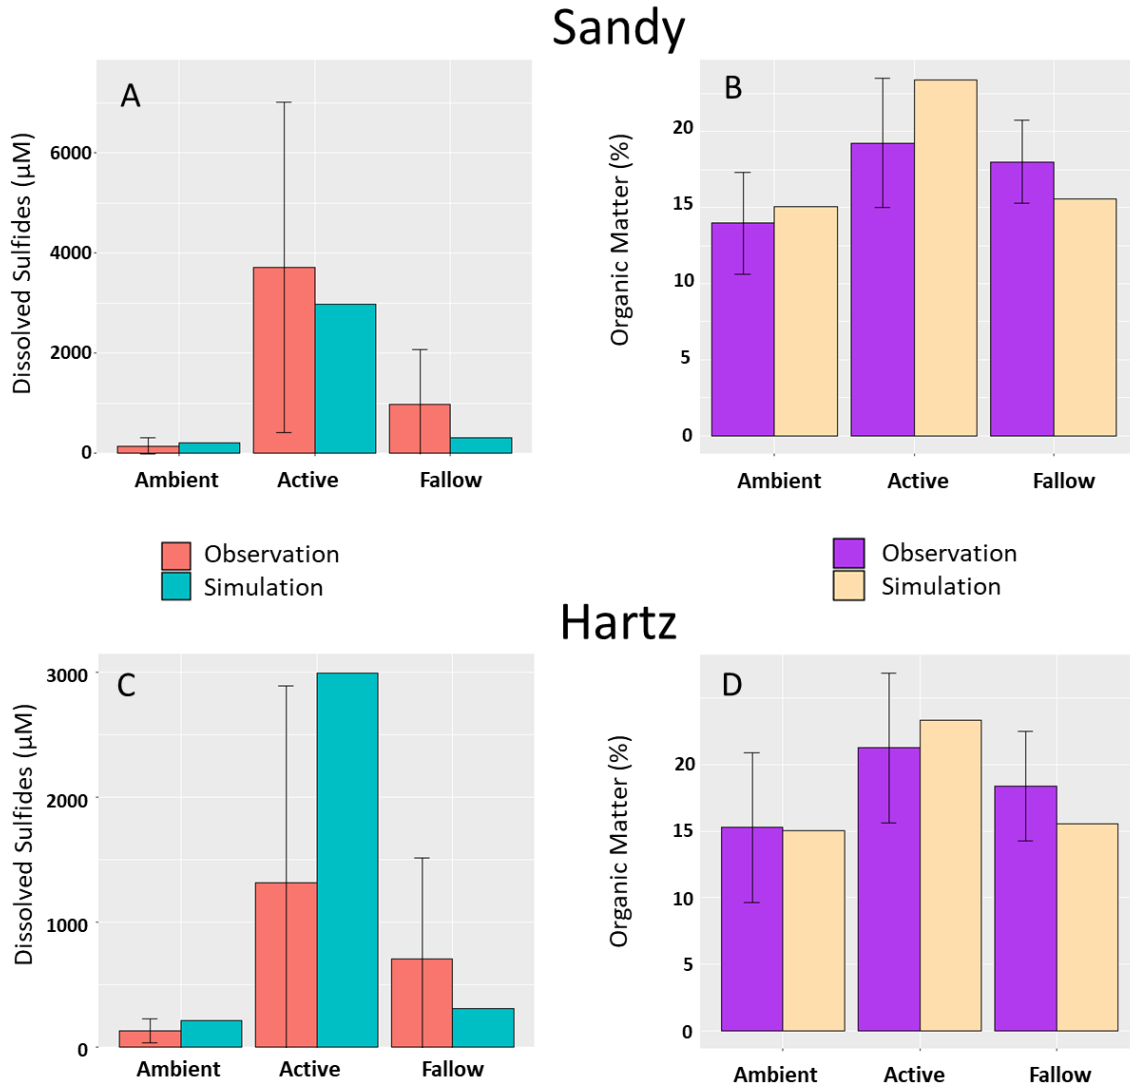 Sandy
A
Dissolved Sulfides (µM)
6000
4000
2000
0
Ambient Active Fallow
Observation
Simulation
B
Organic Matter (%)
20
15
10
5
0
Ambient Active Fallow
Observation
Simulation
Hartz
C
Dissolved Sulfides (µM)
3000
2000
1000
0
Ambient Active Fallow
D
Organic Matter (%)
20
15
10
5
0
Ambient Active Fallow